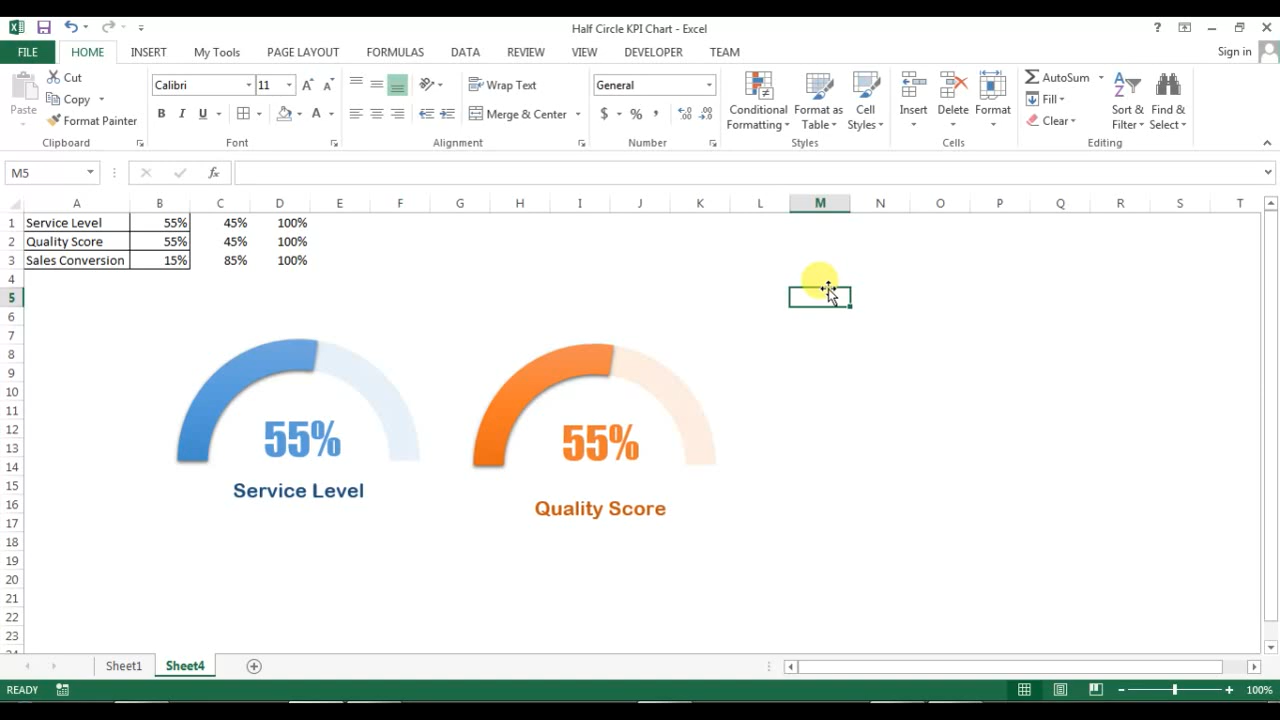 Half Circle KPI Chart - Excel
?
Sign in
FILE HOME INSERT My Tools PAGE LAYOUT FORMULAS DATA REVIEW VIEW DEVELOPER TEAM
Paste
Cut
Copy
Format Painter
Clipboard
Calibri 11
A A
B I U A
Font
Wrap Text
Merge & Center
Alignment
General
$ % ,
Number
Conditional Formatting
Format as Table
Cell Styles
Styles
Insert
Delete
Format
Cells
AutoSum
Fill
Clear
Sort & Filter
Find & Select
Editing
M5
fx
A B C D E F G H I J K L M N O P Q R S T
1 Service Level 55% 45% 100%
2 Quality Score 55% 45% 100%
3 Sales Conversion 15% 85% 100%
4
5
6
7
8
9
10
11
12
13
14
15
16
17
18
19
20
21
22
23
55%
Service Level
55%
Quality Score
Sheet1 Sheet4
READY
100%